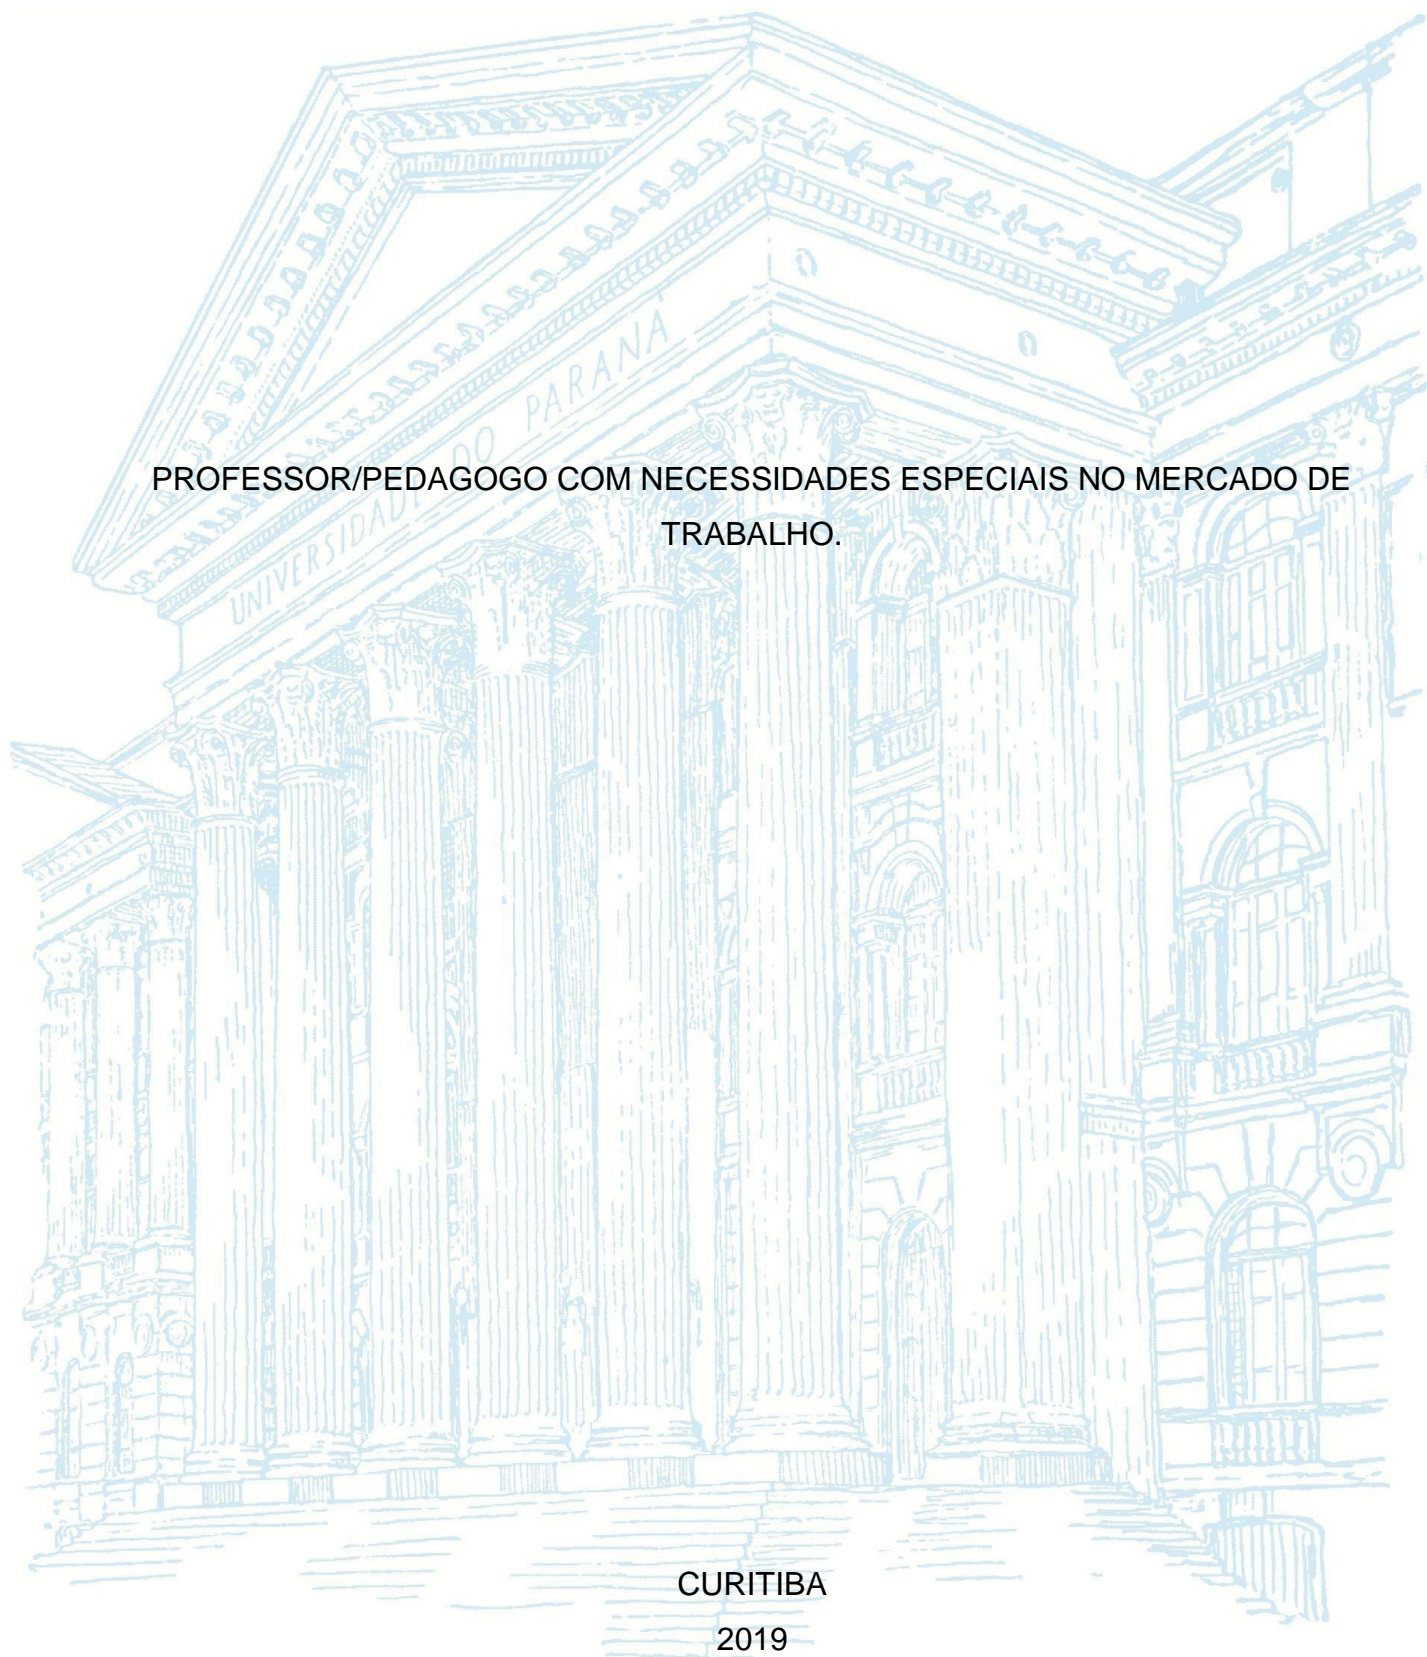 UNIVERSIDADE DO PARANÁ
PROFESSOR/PEDAGOGO COM NECESSIDADES ESPECIAIS NO MERCADO DE
TRABALHO.
CURITIBA
2019